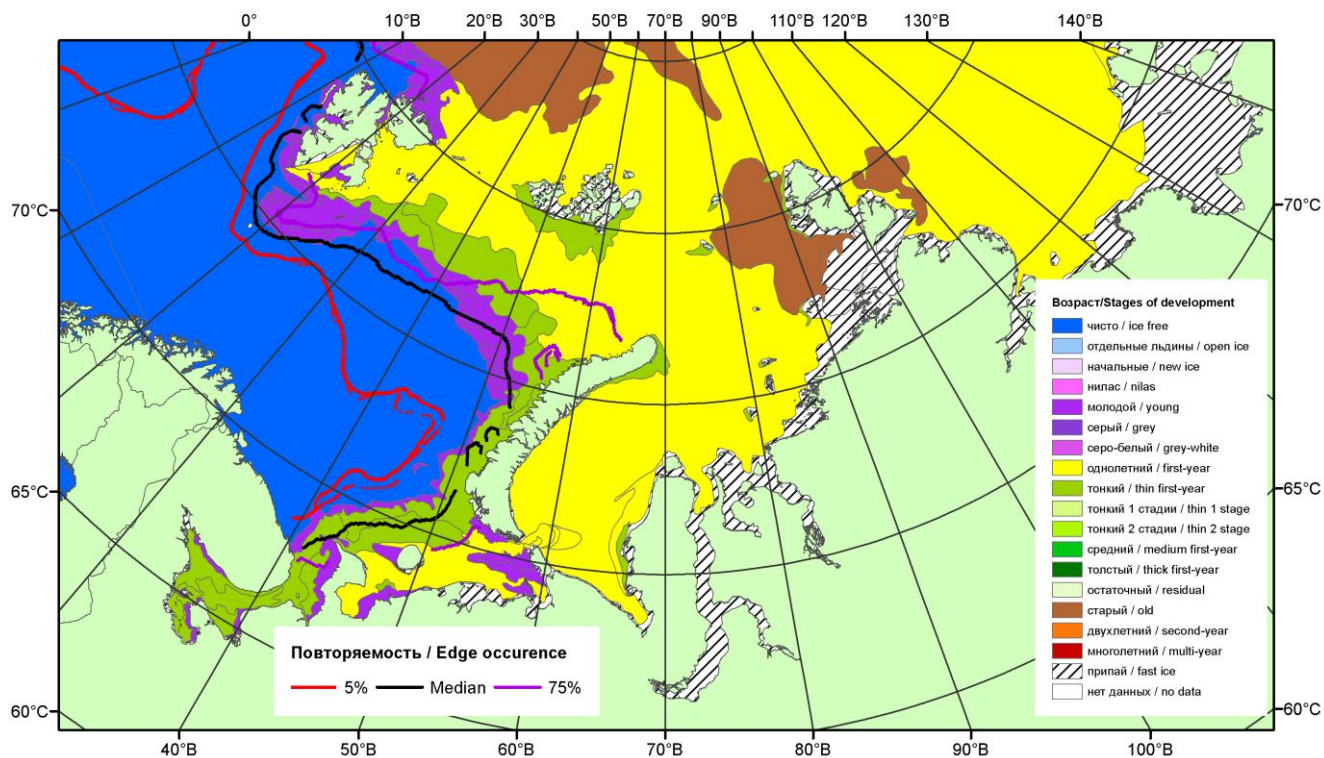 0° 10°В 20°В 30°В 50°В 70°В 90°В 110°В 120°В 130°В 140°В
70°С 70°С
Возраст/Stages of development
чисто / ice free
отдельные льдины / open ice
начальные / new ice
нилас / nilas
молодой / young
серый / grey
серо-белый / grey-white
однолетний / first-year
65°С 65°С
тонкий / thin first-year
тонкий 1 стадии / thin 1 stage
тонкий 2 стадии / thin 2 stage
средний / medium first-year
толстый / thick first-year
остаточный / residual
старый / old
двухлетний / second-year
многолетний / multi-year
припай / fast ice
нет данных / no data
Повторяемость / Edge occurence
5% Median 75%
60°С 60°С
40°В 50°В 60°В 70°В 80°В 90°В 100°В